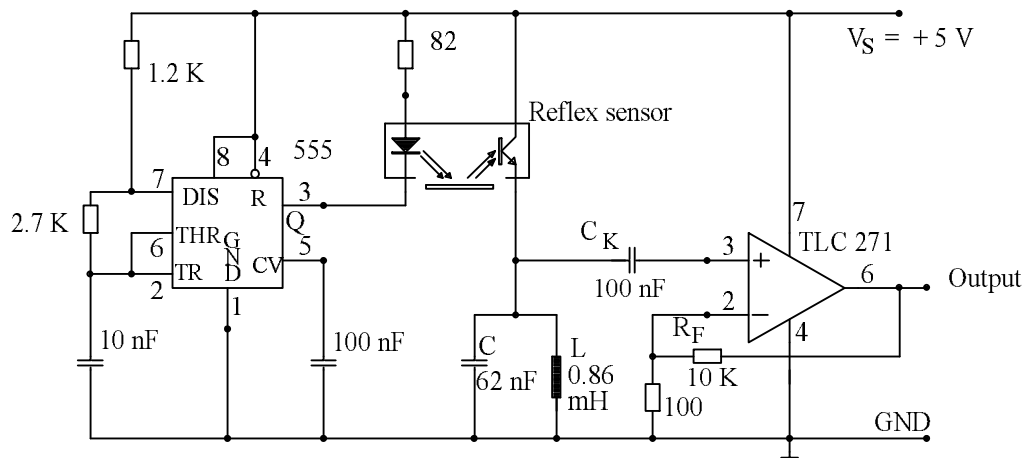 82
V_S = + 5 V
1.2 K
Reflex sensor
8
4
555
7
DIS
R
3
2.7 K
Q
7
THR
G
N
D
6
5
C_K
3
+
TLC 271
TR
CV
6
Output
2
100 nF
2
−
1
R_F
4
10 nF
100 nF
C
62 nF
L
0.86
mH
10 K
100
GND